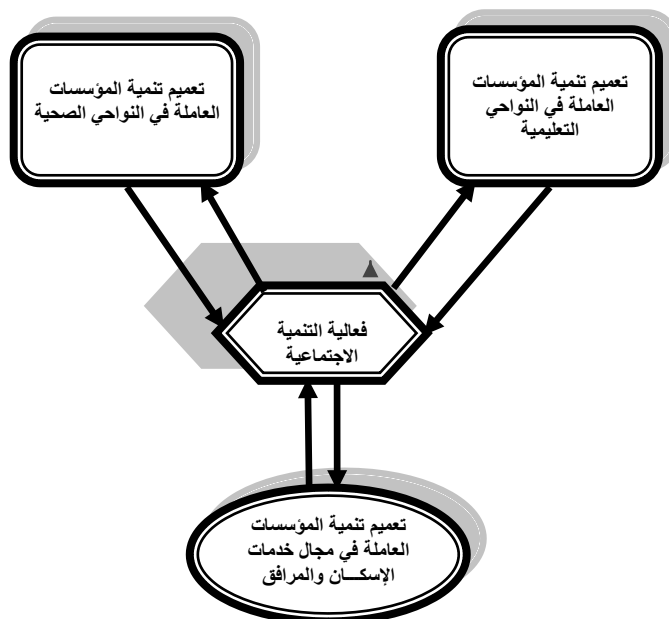 تعميم تنمية المؤسسات
العاملة في النواحي
التعليمية
تعميم تنمية المؤسسات
العاملة في النواحي الصحية
فعالية التنمية
الاجتماعية
تعميم تنمية المؤسسات
العاملة في مجال خدمات
الإسكـــان والمرافق